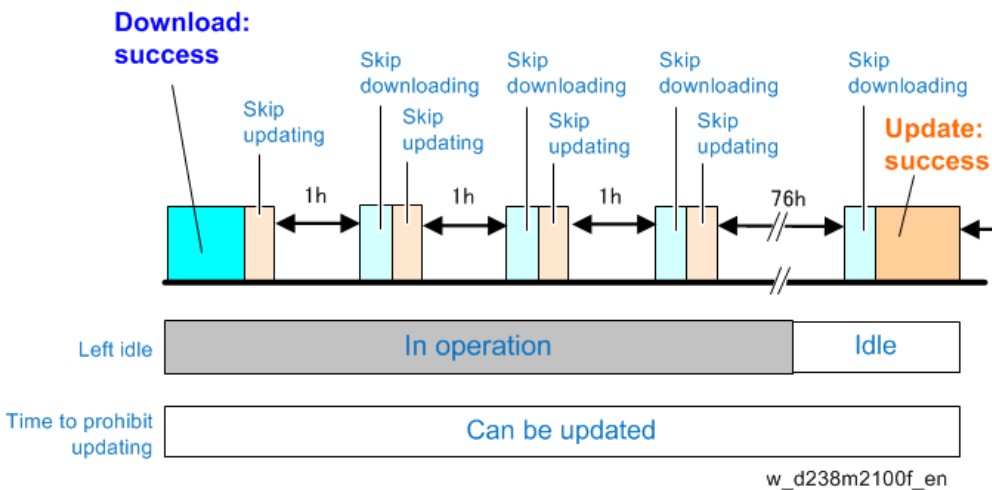 Download:
success
Skip
updating
Skip
downloading
Skip
updating
Skip
downloading
Skip
updating
Skip
downloading
Skip
updating
Skip
downloading
Update:
success
1h
1h
1h
76h
Left idle
In operation
Idle
Time to prohibit
updating
Can be updated
w_d238m2100f_en